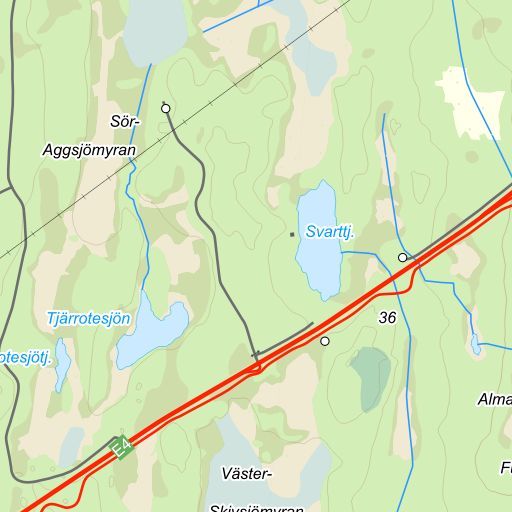 Sör-
Aggsjömyran
Svarttj.
Tjärrotesjön
36
otesjötj.
Alma
E4
Väster-
Skivsjömyran